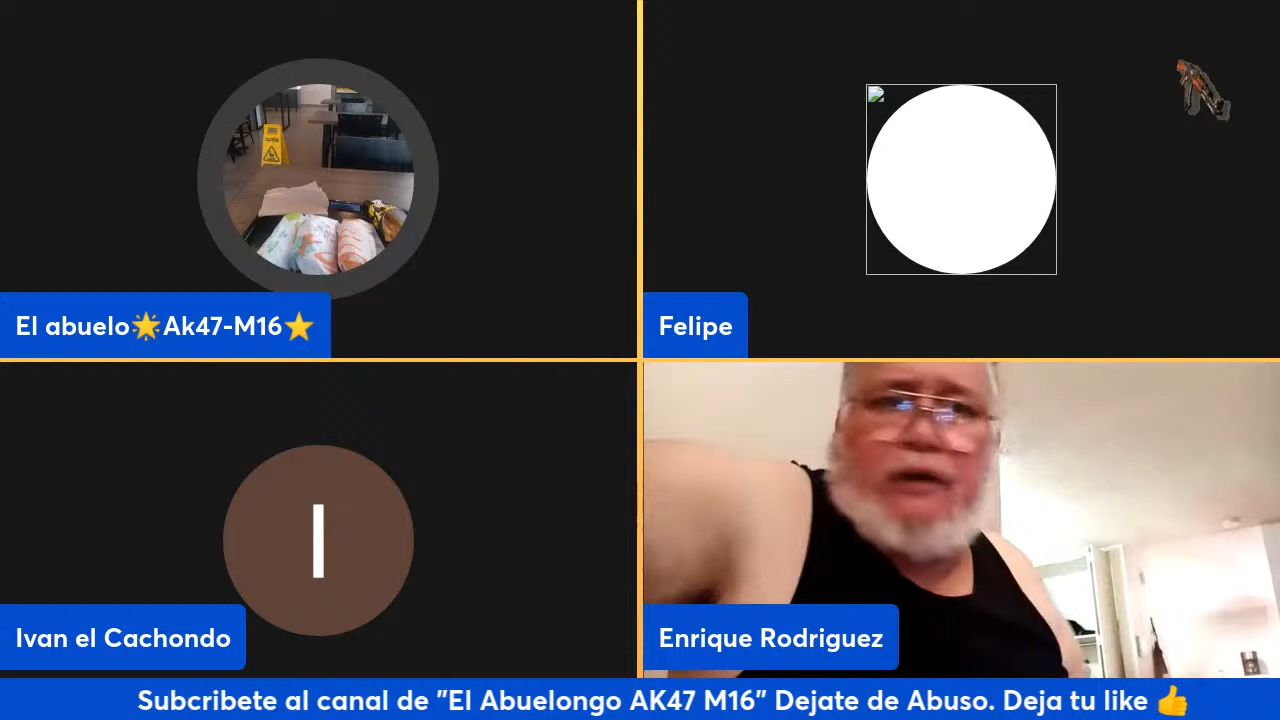 El abuelo🌟Ak47-M16⭐
Felipe
CAUTION
I
Ivan el Cachondo
Enrique Rodriguez
Subcribete al canal de "El Abuelongo AK47 M16" Dejate de Abuso. Deja tu like 👍